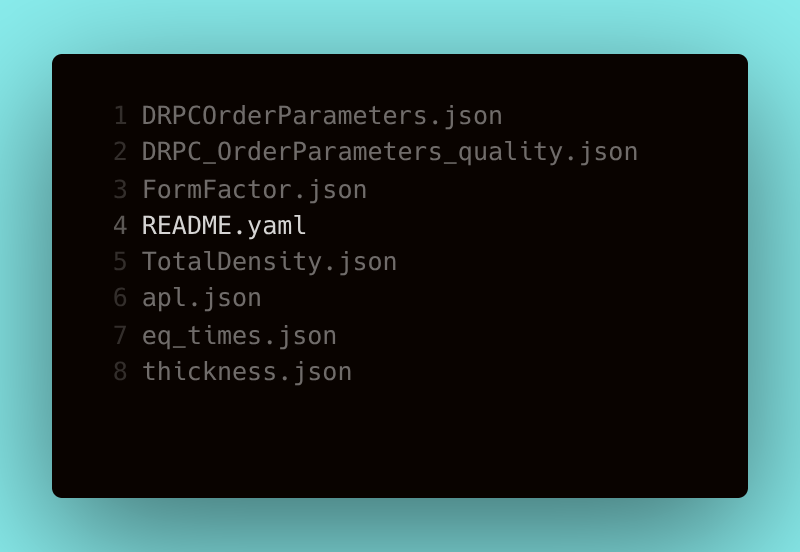 1 DRPCOrderParameters.json
2 DRPC_OrderParameters_quality.json
3 FormFactor.json
4 README.yaml
5 TotalDensity.json
6 apl.json
7 eq_times.json
8 thickness.json